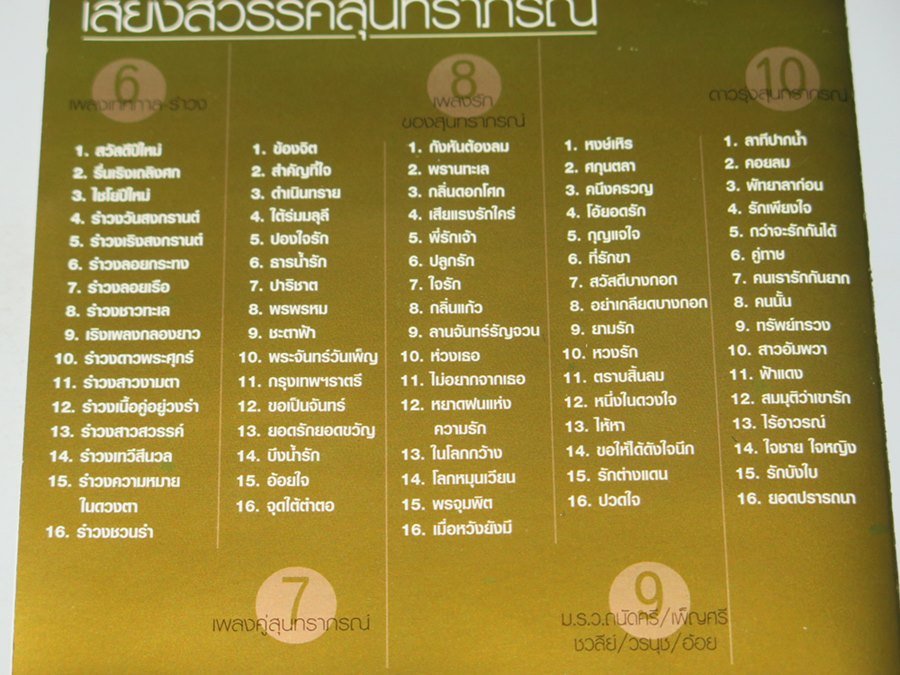 เสียงสวรรค์สุนทราภรณ์
6
เพลงเทศกาล-รำวง
1. สวัสดีปีใหม่
2. รื่นเริงเถลิงศก
3. ไชโยปีใหม่
4. รำวงวันสงกรานต์
5. รำวงเริงสงกรานต์
6. รำวงลอยกระทง
7. รำวงลอยเรือ
8. รำวงชาวทะเล
9. เริงเพลงกลองยาว
10. รำวงดาวพระศุกร์
11. รำวงสาวงามตา
12. รำวงเนื้อคู่อยู่วงรำ
13. รำวงสาวสวรรค์
14. รำวงเทวีสีนวล
15. รำวงความหมาย
ในดวงตา
16. รำวงชวนรำ
1. ข้องจิต
2. สำคัญที่ใจ
3. ดำเนินทราย
4. ใต้ร่มมลุลี
5. ปองใจรัก
6. ธารน้ำรัก
7. ปาริชาต
8. พรพรหม
9. ชะตาฟ้า
10. พระจันทร์วันเพ็ญ
11. กรุงเทพฯราตรี
12. ขอเป็นจันทร์
13. ยอดรักยอดขวัญ
14. บึงน้ำรัก
15. อ้อยใจ
16. จุดใต้ตำตอ
7
เพลงคู่สุนทราภรณ์
8
เพลงรัก
ของสุนทราภรณ์
1. กังหันต้องลม
2. พรานทะเล
3. กลิ่นดอกโศก
4. เสียแรงรักใคร่
5. พี่รักเจ้า
6. ปลูกรัก
7. ใจรัก
8. กลิ่นแก้ว
9. ลานจันทร์รัญจวน
10. ห่วงเธอ
11. ไม่อยากจากเธอ
12. หยาดฝนแห่ง
ความรัก
13. ในโลกกว้าง
14. โลกหมุนเวียน
15. พรจุมพิต
16. เมื่อหวังยังมี
1. หงษ์เหิร
2. ศกุนตลา
3. คนึงครวญ
4. โอ้ยอดรัก
5. กุญแจใจ
6. ที่รักขา
7. สวัสดีบางกอก
8. อย่าเกลียดบางกอก
9. ยามรัก
10. หวงรัก
11. ตราบสิ้นลม
12. หนึ่งในดวงใจ
13. ไห้หา
14. ขอให้ได้ดังใจนึก
15. รักต่างแดน
16. ปวดใจ
9
ม.ร.ว.ถนัดศรี/เพ็ญศรี
ชวลีย์/วรนุช/อ้อย
10
ดาวรุ่งสุนทราภรณ์
1. ลาทีปากน้ำ
2. คอยลม
3. พัทยาลาก่อน
4. รักเพียงใจ
5. กว่าจะรักกันได้
6. คู่ทาษ
7. คนเรารักกันยาก
8. คนนั้น
9. ทรัพย์ทรวง
10. สาวอัมพวา
11. ฟ้าแดง
12. สมมุติว่าเขารัก
13. ไร้อาวรณ์
14. ใจชาย ใจหญิง
15. รักบังใบ
16. ยอดปรารถนา